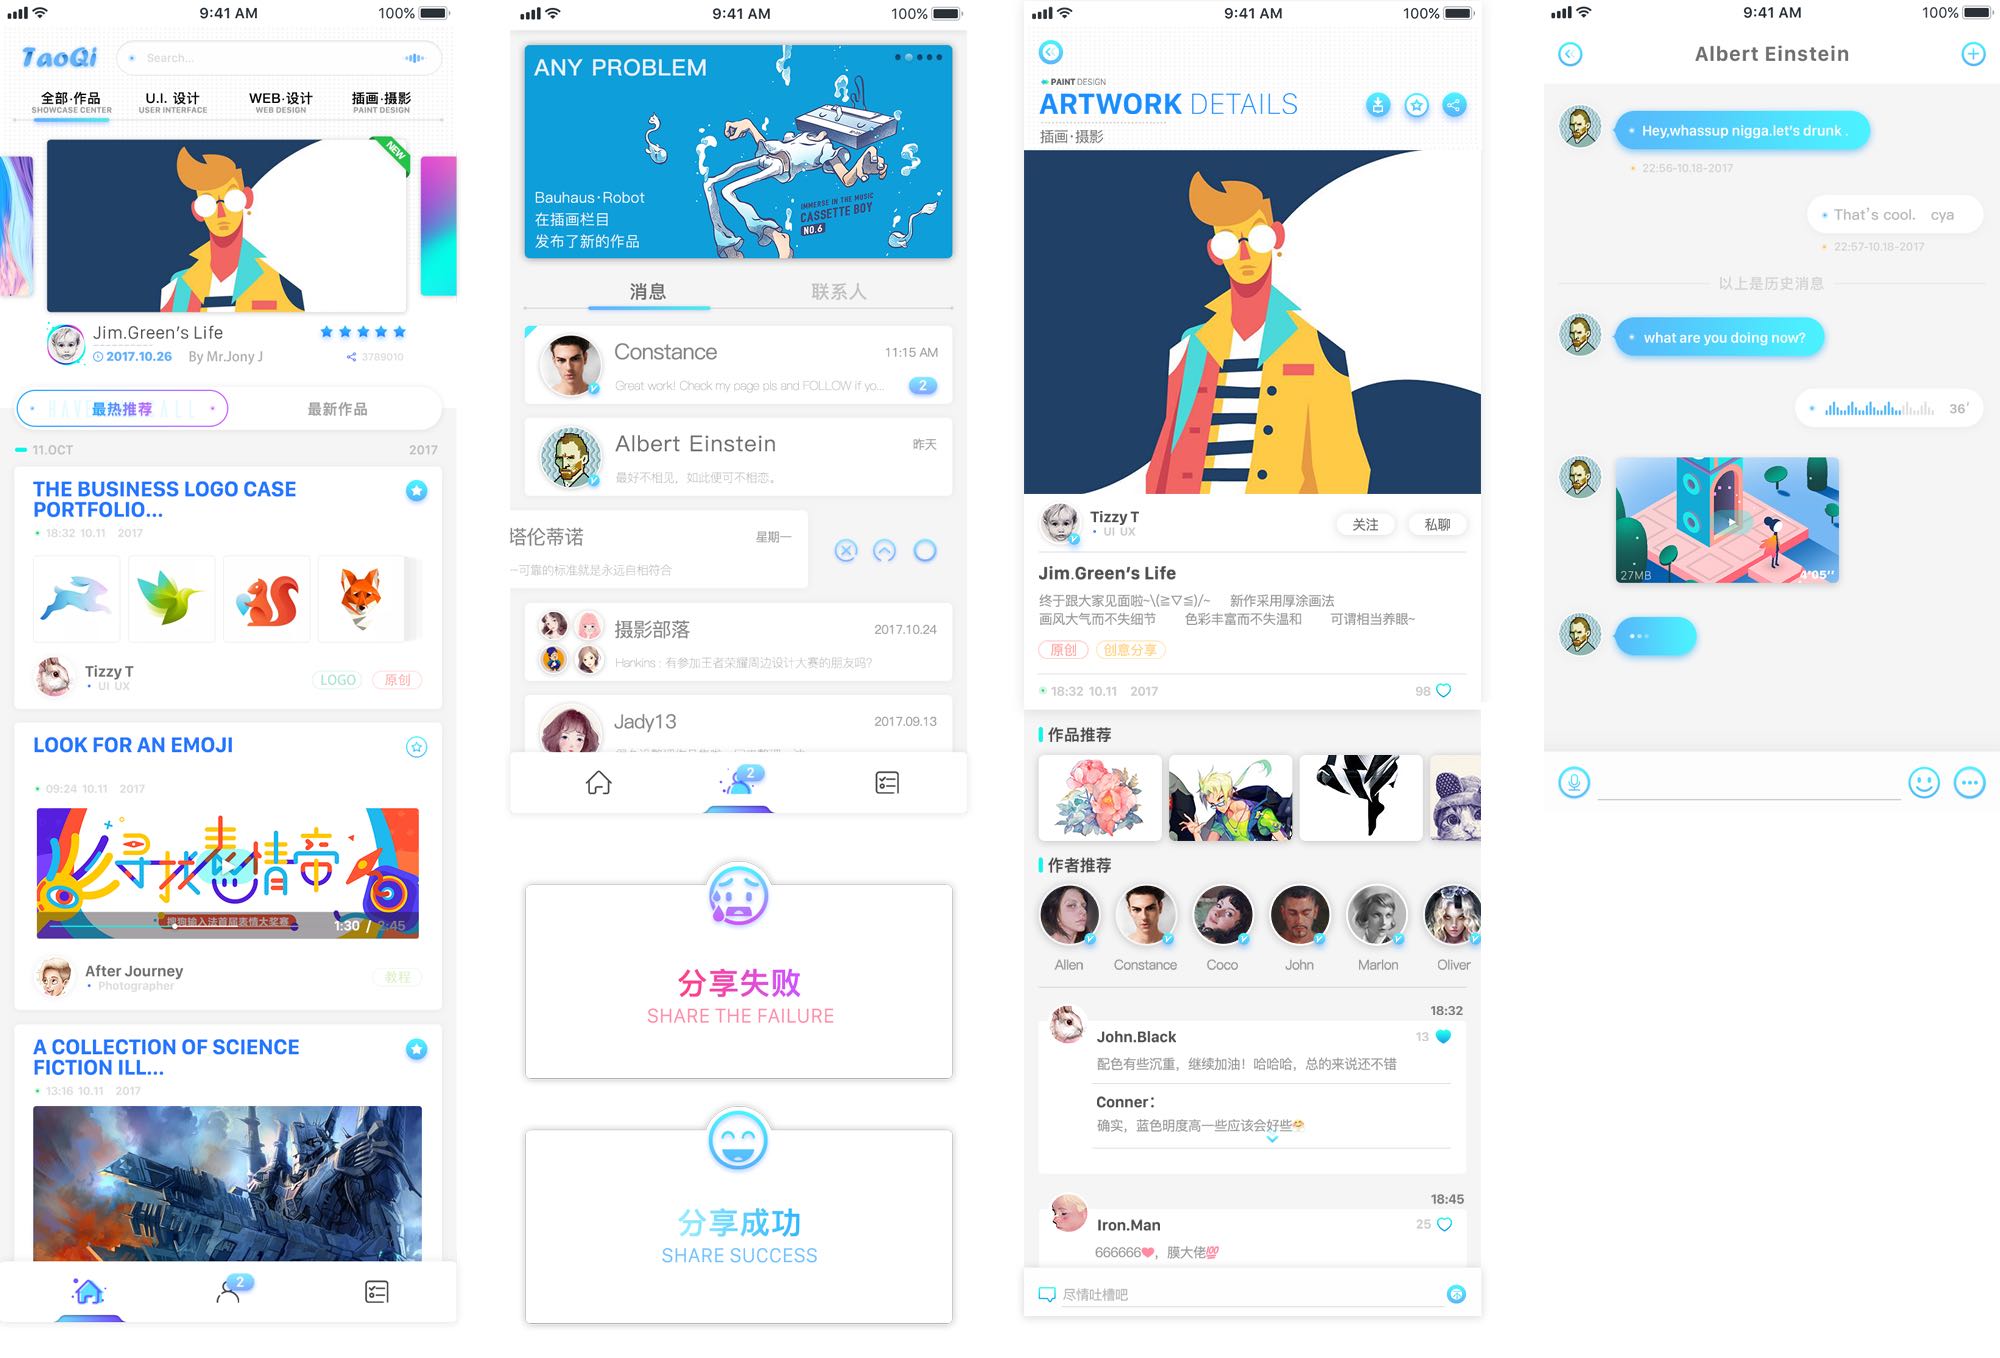 9:41 AM
100%
TaoQi
Search...
全部·作品
SHOWCASE CENTER
U.I. 设计
USER INTERFACE
WEB·设计
WEB DESIGN
插画·摄影
PAINT DESIGN
NEW
Jim.Green's Life
2017.10.26
By Mr.Jony J
3789010
最热推荐
最新作品
11.OCT
2017
THE BUSINESS LOGO CASE
PORTFOLIO...
18:32 10.11 2017
Tizzy T
UI UX
LOGO
原创
LOOK FOR AN EMOJI
09:24 10.11 2017
寻找表情帝
搜狗输入法首届表情大奖赛
1:30 / 3:45
After Journey
Photographer
教程
A COLLECTION OF SCIENCE
FICTION ILL...
13:16 10.11 2017
2
9:41 AM
100%
ANY PROBLEM
Bauhaus·Robot
在插画栏目
发布了新的作品
IMMERSE IN THE MUSIC
CASSETTE BOY
NO.6
消息
联系人
Constance
11:15 AM
Great work! Check my page pls and FOLLOW if yo...
2
Albert Einstein
昨天
最好不相见，如此便可不相恋。
塔伦蒂诺
星期一
一可靠的标准就是永远自相符合
摄影部落
2017.10.24
Hankins : 有参加王者荣耀周边设计大赛的朋友吗?
Jady13
2017.09.13
2
分享失败
SHARE THE FAILURE
分享成功
SHARE SUCCESS
9:41 AM
100%
PAINT DESIGN
ARTWORK DETAILS
插画·摄影
Tizzy T
UI UX
关注
私聊
Jim.Green's Life
终于跟大家见面啦~\(≧▽≦)/~ 新作采用厚涂画法
画风大气而不失细节 色彩丰富而不失温和 可谓相当养眼~
原创
创意分享
18:32 10.11 2017
98
作品推荐
作者推荐
Allen
Constance
Coco
John
Marlon
Oliver
18:32
John.Black
13
配色有些沉重，继续加油！哈哈哈，总的来说还不错
Conner：
确实，蓝色明度高一些应该会好些🤗
18:45
Iron.Man
25
666666❤，膜大佬💯
尽情吐槽吧
9:41 AM
100%
Albert Einstein
Hey,whassup nigga.let's drunk .
22:56-10.18-2017
That's cool. cya
22:57-10.18-2017
以上是历史消息
what are you doing now?
36'
27MB
4'05''